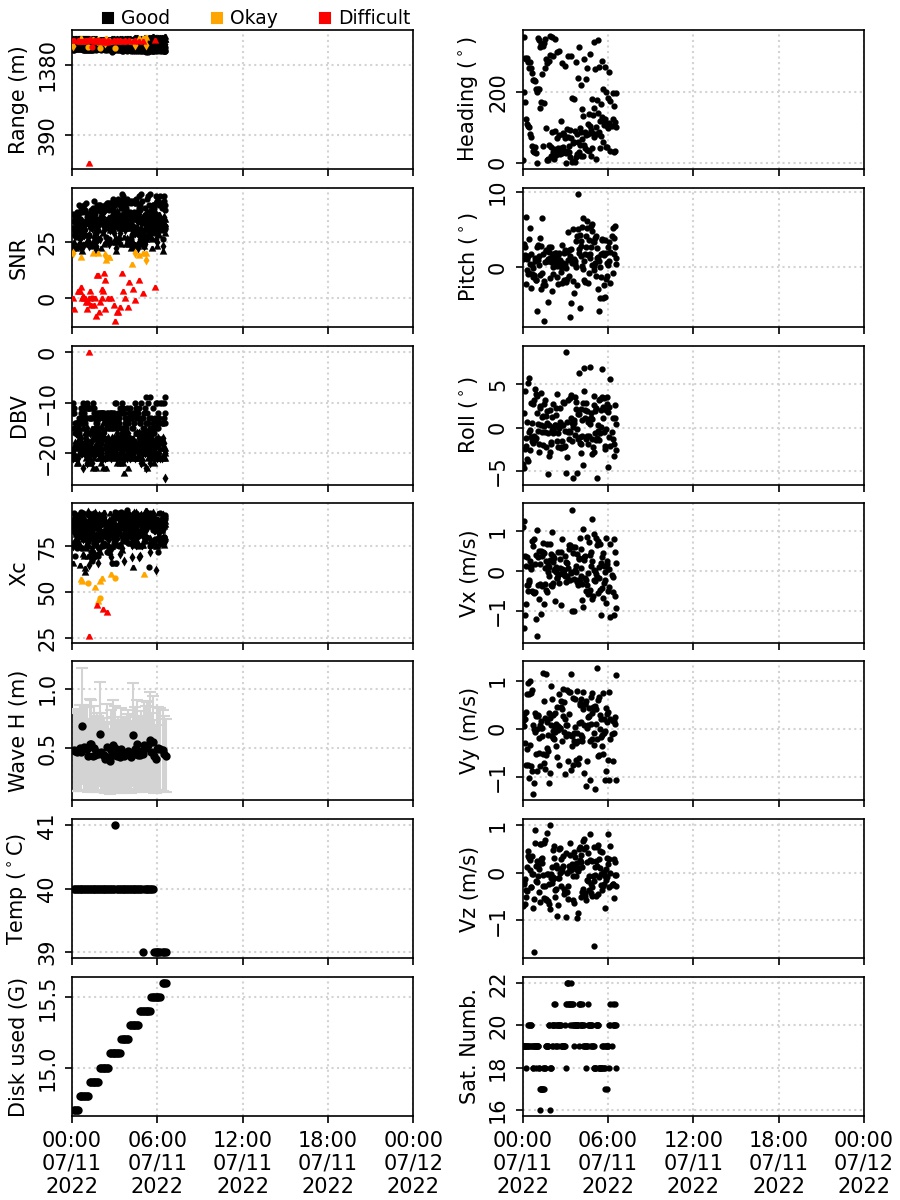 Good Okay Difficult
Range (m)
1380
390
Heading (°)
200
0
SNR
25
0
Pitch (°)
10
0
DBV
0
−10
−20
Roll (°)
5
0
−5
Xc
75
50
25
Vx (m/s)
1
0
−1
Wave H (m)
1.0
0.5
Vy (m/s)
1
0
−1
Temp (°C)
41
40
39
Vz (m/s)
1
0
−1
Disk used (G)
15.5
15.0
Sat. Numb.
22
20
18
16
00:00 06:00 12:00 18:00 00:00
07/11 07/11 07/11 07/11 07/12
2022 2022 2022 2022 2022
00:00 06:00 12:00 18:00 00:00
07/11 07/11 07/11 07/11 07/12
2022 2022 2022 2022 2022